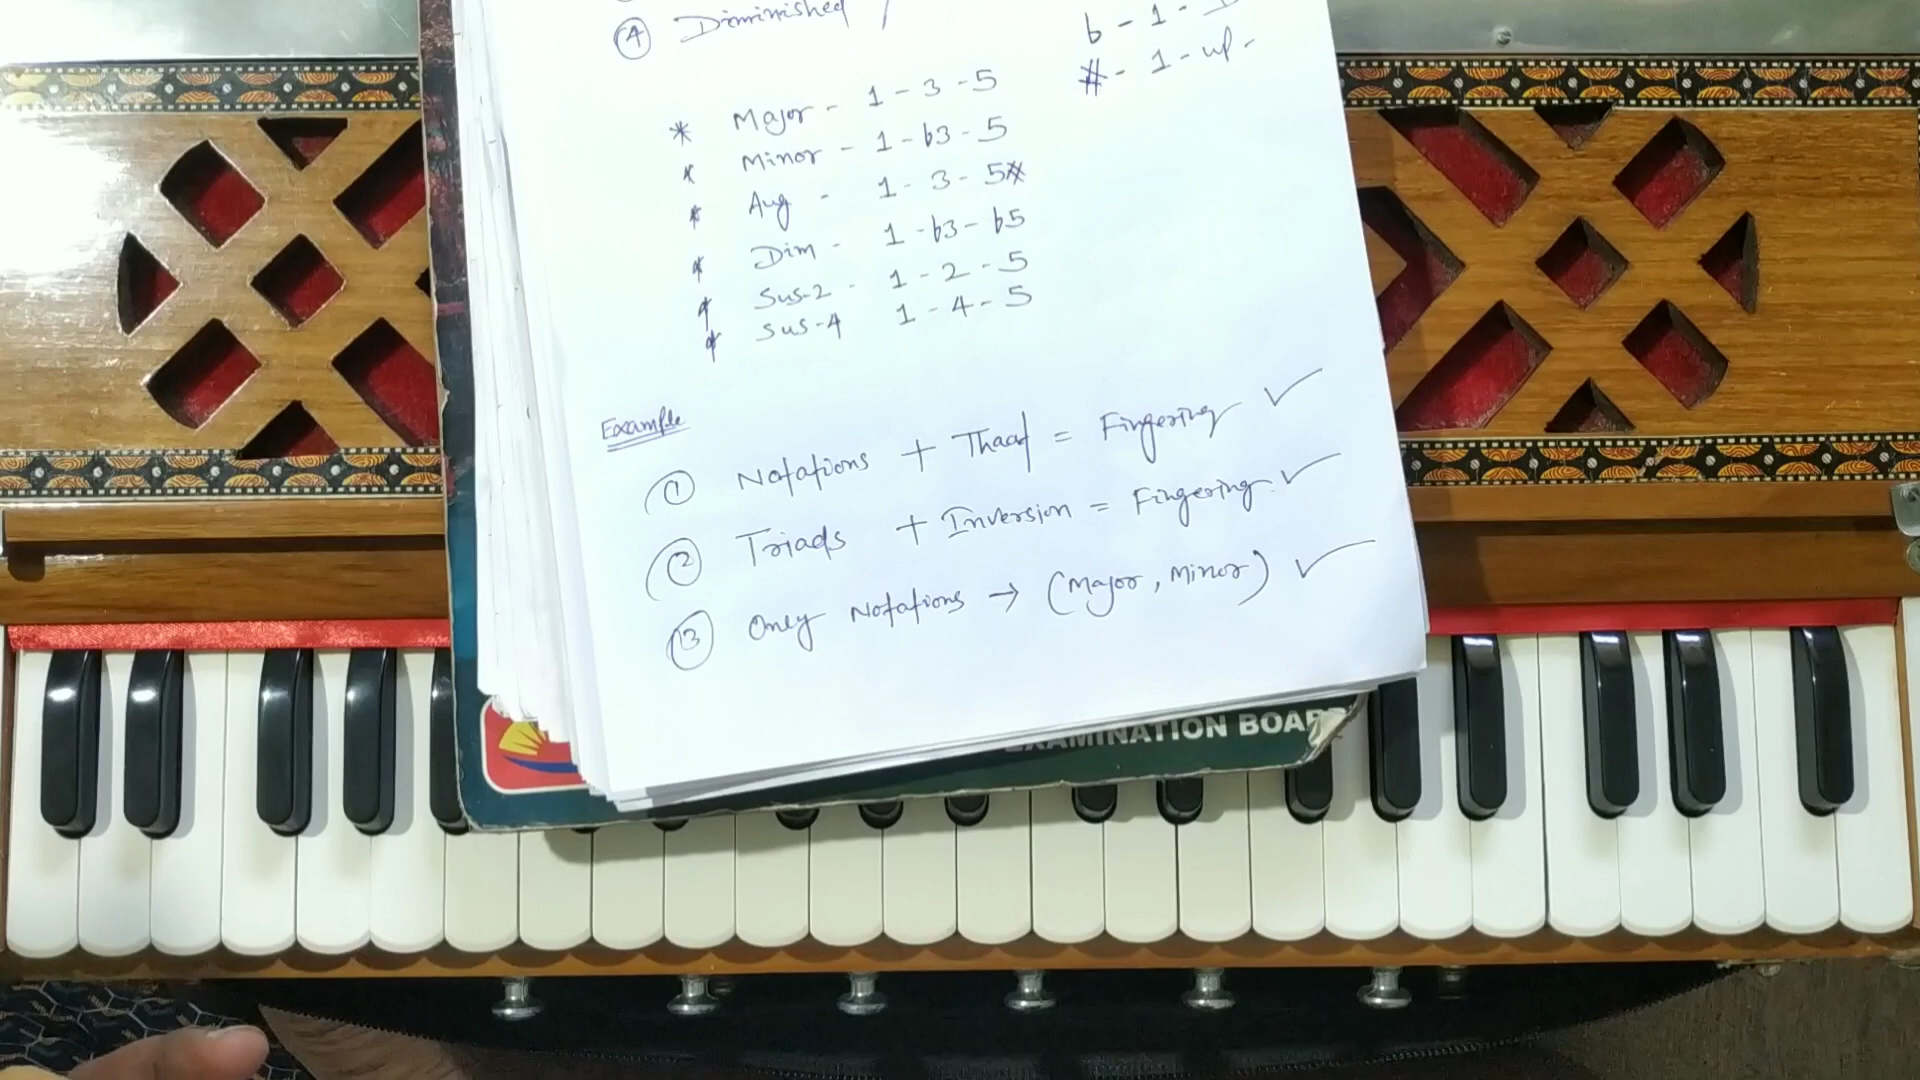 ④ Diminished
b - 1 -
# - 1 - up -
* Major - 1 - 3 - 5
* Minor - 1 - b3 - 5
* Aug - 1 - 3 - 5#
* Dim - 1 - b3 - b5
* Sus-2 - 1 - 2 - 5
* Sus-4 1 - 4 - 5
Example
① Notations + Thaat = Fingering ✓
② Triads + Inversion = Fingering ✓
③ Only Notations → (Major, Minor) ✓
EXAMINATION BOARD